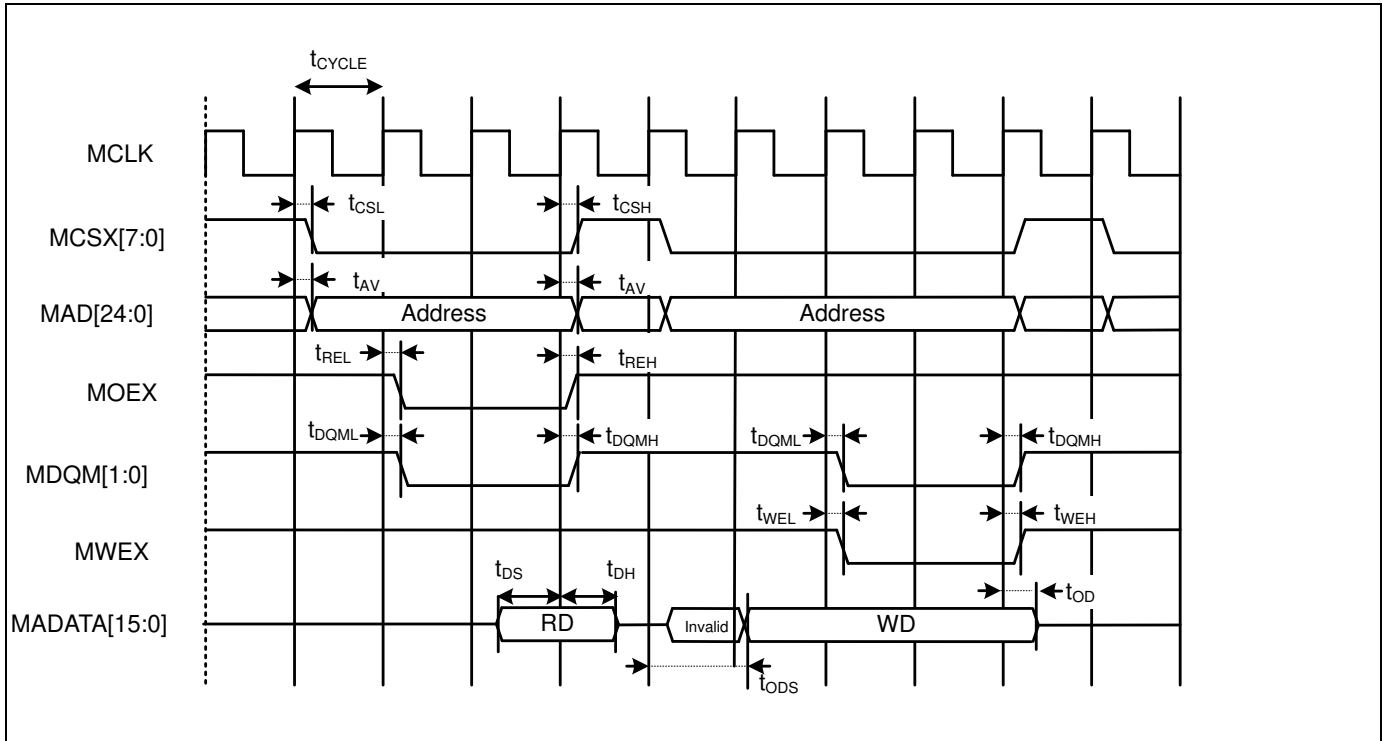 tCYCLE
MCLK
tCSL
tCSH
MCSX[7:0]
tAV
tAV
MAD[24:0]
Address
Address
tREL
tREH
MOEX
tDQML
tDQMH
tDQML
tDQMH
MDQM[1:0]
tWEL
tWEH
MWEX
tDS
tDH
tOD
MADATA[15:0]
RD
Invalid
WD
tODS